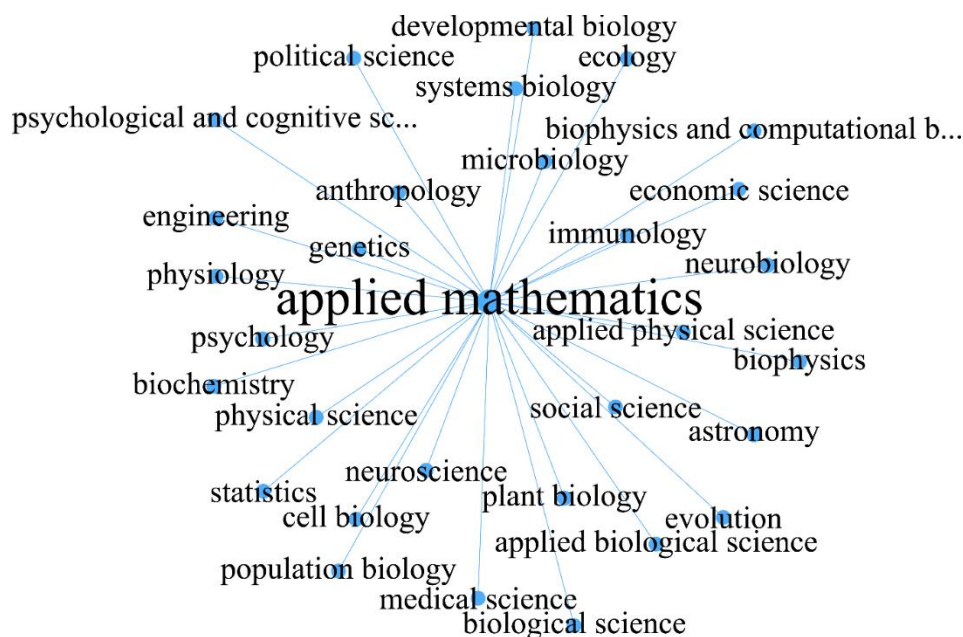 developmental biology
political science
ecology
systems biology
psychological and cognitive sc...
biophysics and computational b...
microbiology
anthropology
economic science
engineering
immunology
genetics
neurobiology
physiology
applied mathematics
applied physical science
psychology
biophysics
biochemistry
social science
physical science
astronomy
neuroscience
statistics
plant biology
cell biology
evolution
applied biological science
population biology
medical science
biological science